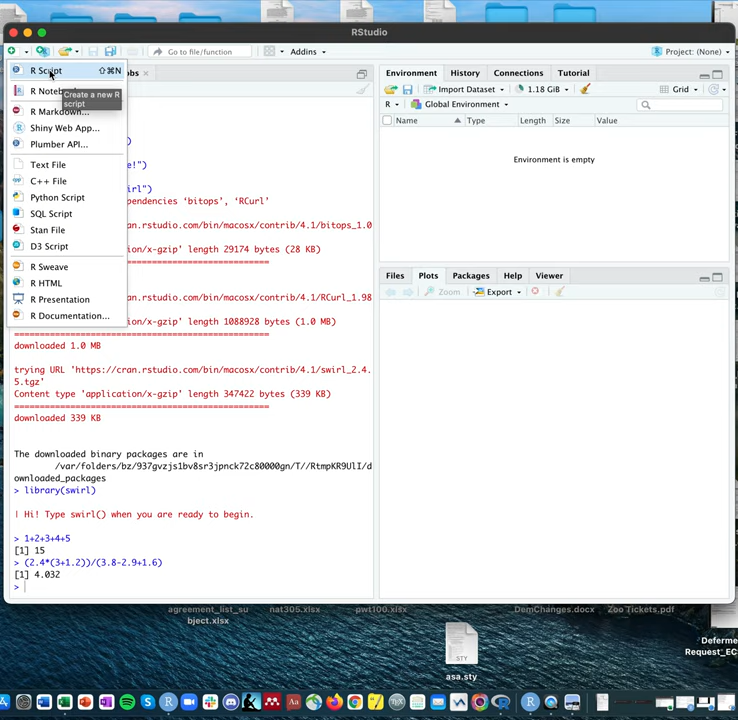 RStudio
Go to file/function
Addins
Project: (None)
R Script ⇧⌘N
R Noteb
Create a new R
script
R Markdown...
Shiny Web App...
Plumber API...
Text File
C++ File
Python Script
SQL Script
Stan File
D3 Script
R Sweave
R HTML
R Presentation
R Documentation...
obs
)
e!")
irl")
pendencies ‘bitops’, ‘RCurl’
ran.rstudio.com/bin/macosx/contrib/4.1/bitops_1.0
n/x-gzip' length 29174 bytes (28 KB)
ran.rstudio.com/bin/macosx/contrib/4.1/RCurl_1.98
n/x-gzip' length 1088928 bytes (1.0 MB)
==================================================
downloaded 1.0 MB
trying URL 'https://cran.rstudio.com/bin/macosx/contrib/4.1/swirl_2.4.
5.tgz'
Content type 'application/x-gzip' length 347422 bytes (339 KB)
==================================================
downloaded 339 KB
The downloaded binary packages are in
/var/folders/bz/937gvzjs1bv8sr3jpnck72c80000gn/T//RtmpKR9UlI/d
ownloaded_packages
> library(swirl)
| Hi! Type swirl() when you are ready to begin.
> 1+2+3+4+5
[1] 15
> (2.4*(3+1.2))/(3.8-2.9+1.6)
[1] 4.032
>
Environment History Connections Tutorial
Import Dataset 1.18 GiB Grid
R Global Environment
Name Type Length Size Value
Environment is empty
Files Plots Packages Help Viewer
Zoom Export
agreement_list_su
bject.xlsx
nat305.xlsx
pwt100.xlsx
DemChanges.docx
Zoo Tickets.pdf
Deferme
Request_EC
STY
asa.sty